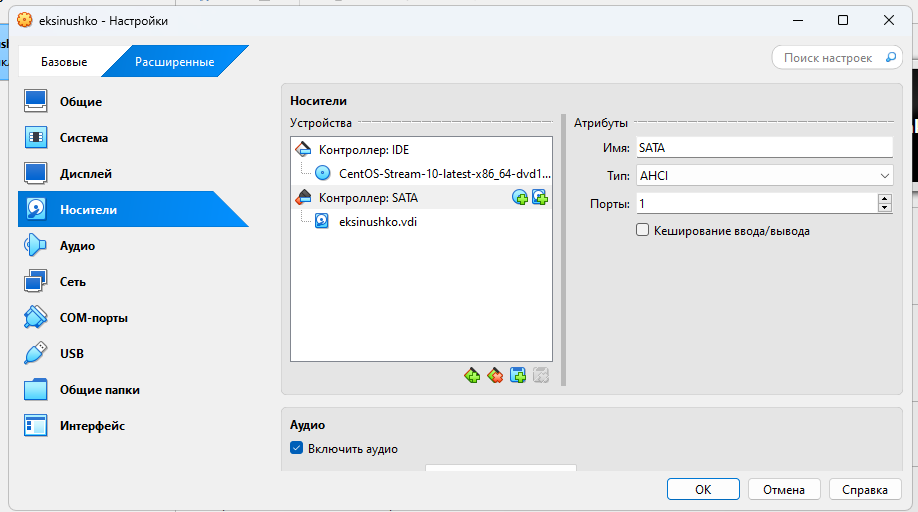 eksinushko - Настройки
Базовые
Расширенные
Поиск настроек
Общие
Система
Дисплей
Носители
Аудио
Сеть
COM-порты
USB
Общие папки
Интерфейс
Носители
Устройства
Контроллер: IDE
CentOS-Stream-10-latest-x86_64-dvd1...
Контроллер: SATA
eksinushko.vdi
Атрибуты
Имя: SATA
Тип: AHCI
Порты: 1
Кеширование ввода/вывода
Аудио
Включить аудио
OK
Отмена
Справка